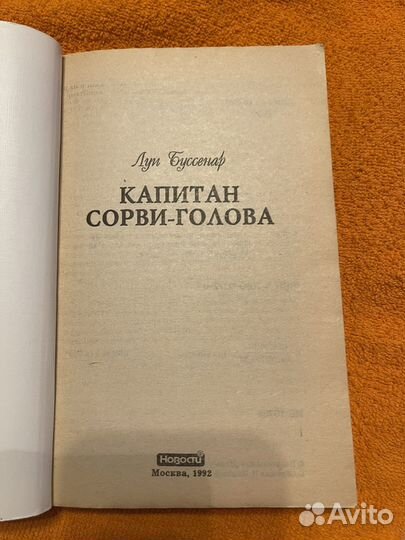 Луи Буссенар
КАПИТАН
СОРВИ-ГОЛОВА
Новости
Москва, 1992
Avito